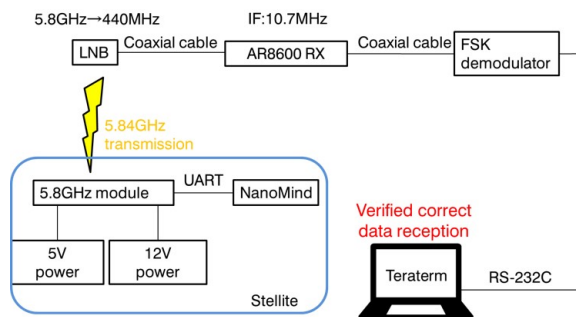 5.8GHz→440MHz
IF:10.7MHz
LNB
Coaxial cable
AR8600 RX
Coaxial cable
FSK
demodulator
5.84GHz
transmission
5.8GHz module
UART
NanoMind
5V
power
12V
power
Stellite
Verified correct
data reception
Teraterm
RS-232C